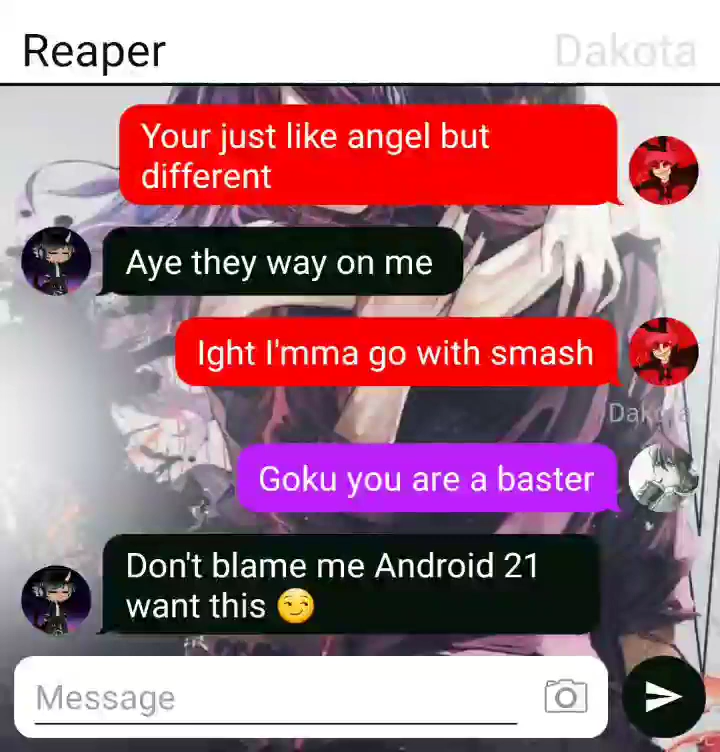 Reaper
Dakota
Your just like angel but
different
Aye they way on me
Ight I'mma go with smash
Dakota
Goku you are a baster
Don't blame me Android 21
want this 😏
Message